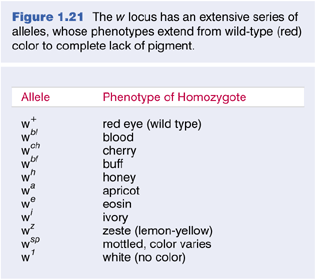 Figure 1.21 The w locus has an extensive series of
alleles, whose phenotypes extend from wild-type (red)
color to complete lack of pigment.
Allele Phenotype of Homozygote
w+ red eye (wild type)
wbl blood
wch cherry
wbf buff
wh honey
wa apricot
we eosin
wi ivory
wz zeste (lemon-yellow)
wsp mottled, color varies
w1 white (no color)